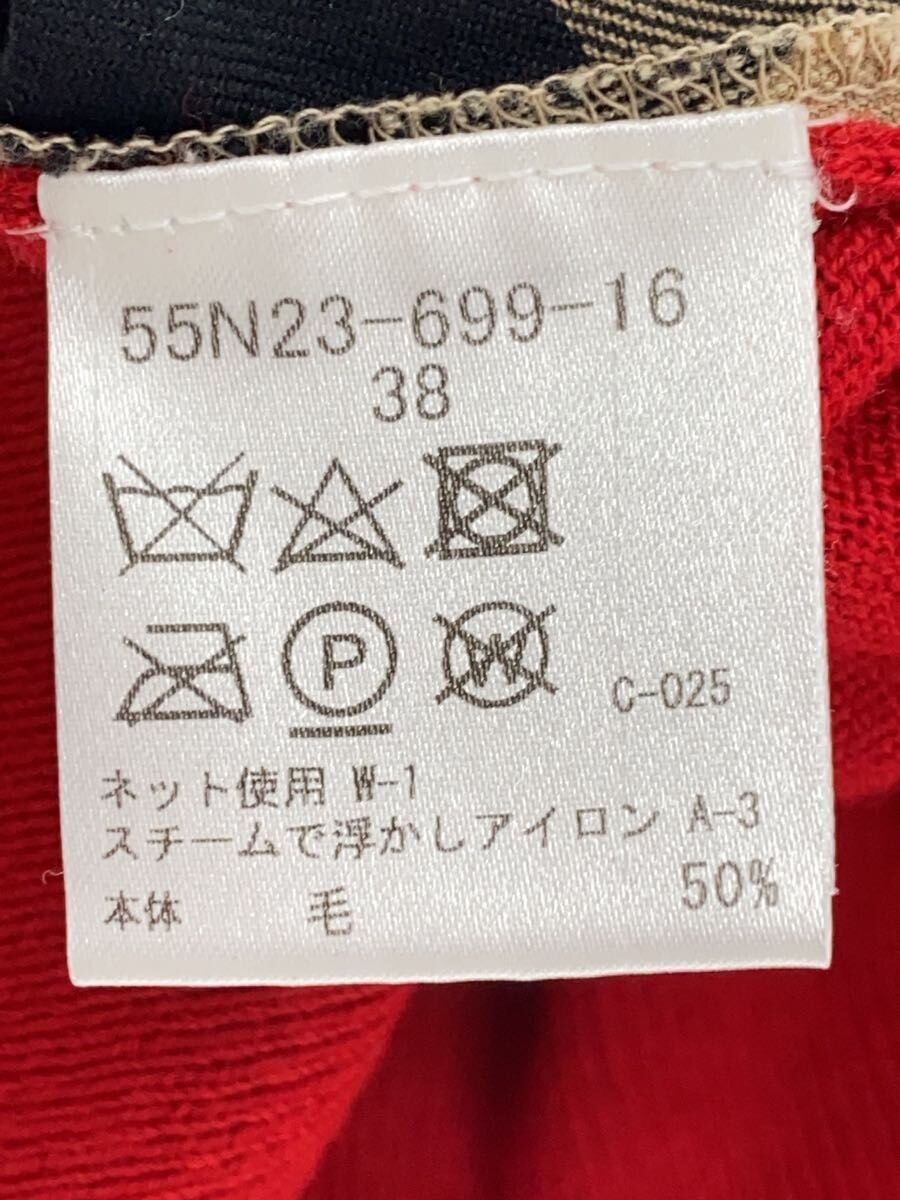 55N23-699-16
38
P
W
C-025
ネット使用 W-1
スチームで浮かしアイロン A-3
本体 毛 50%